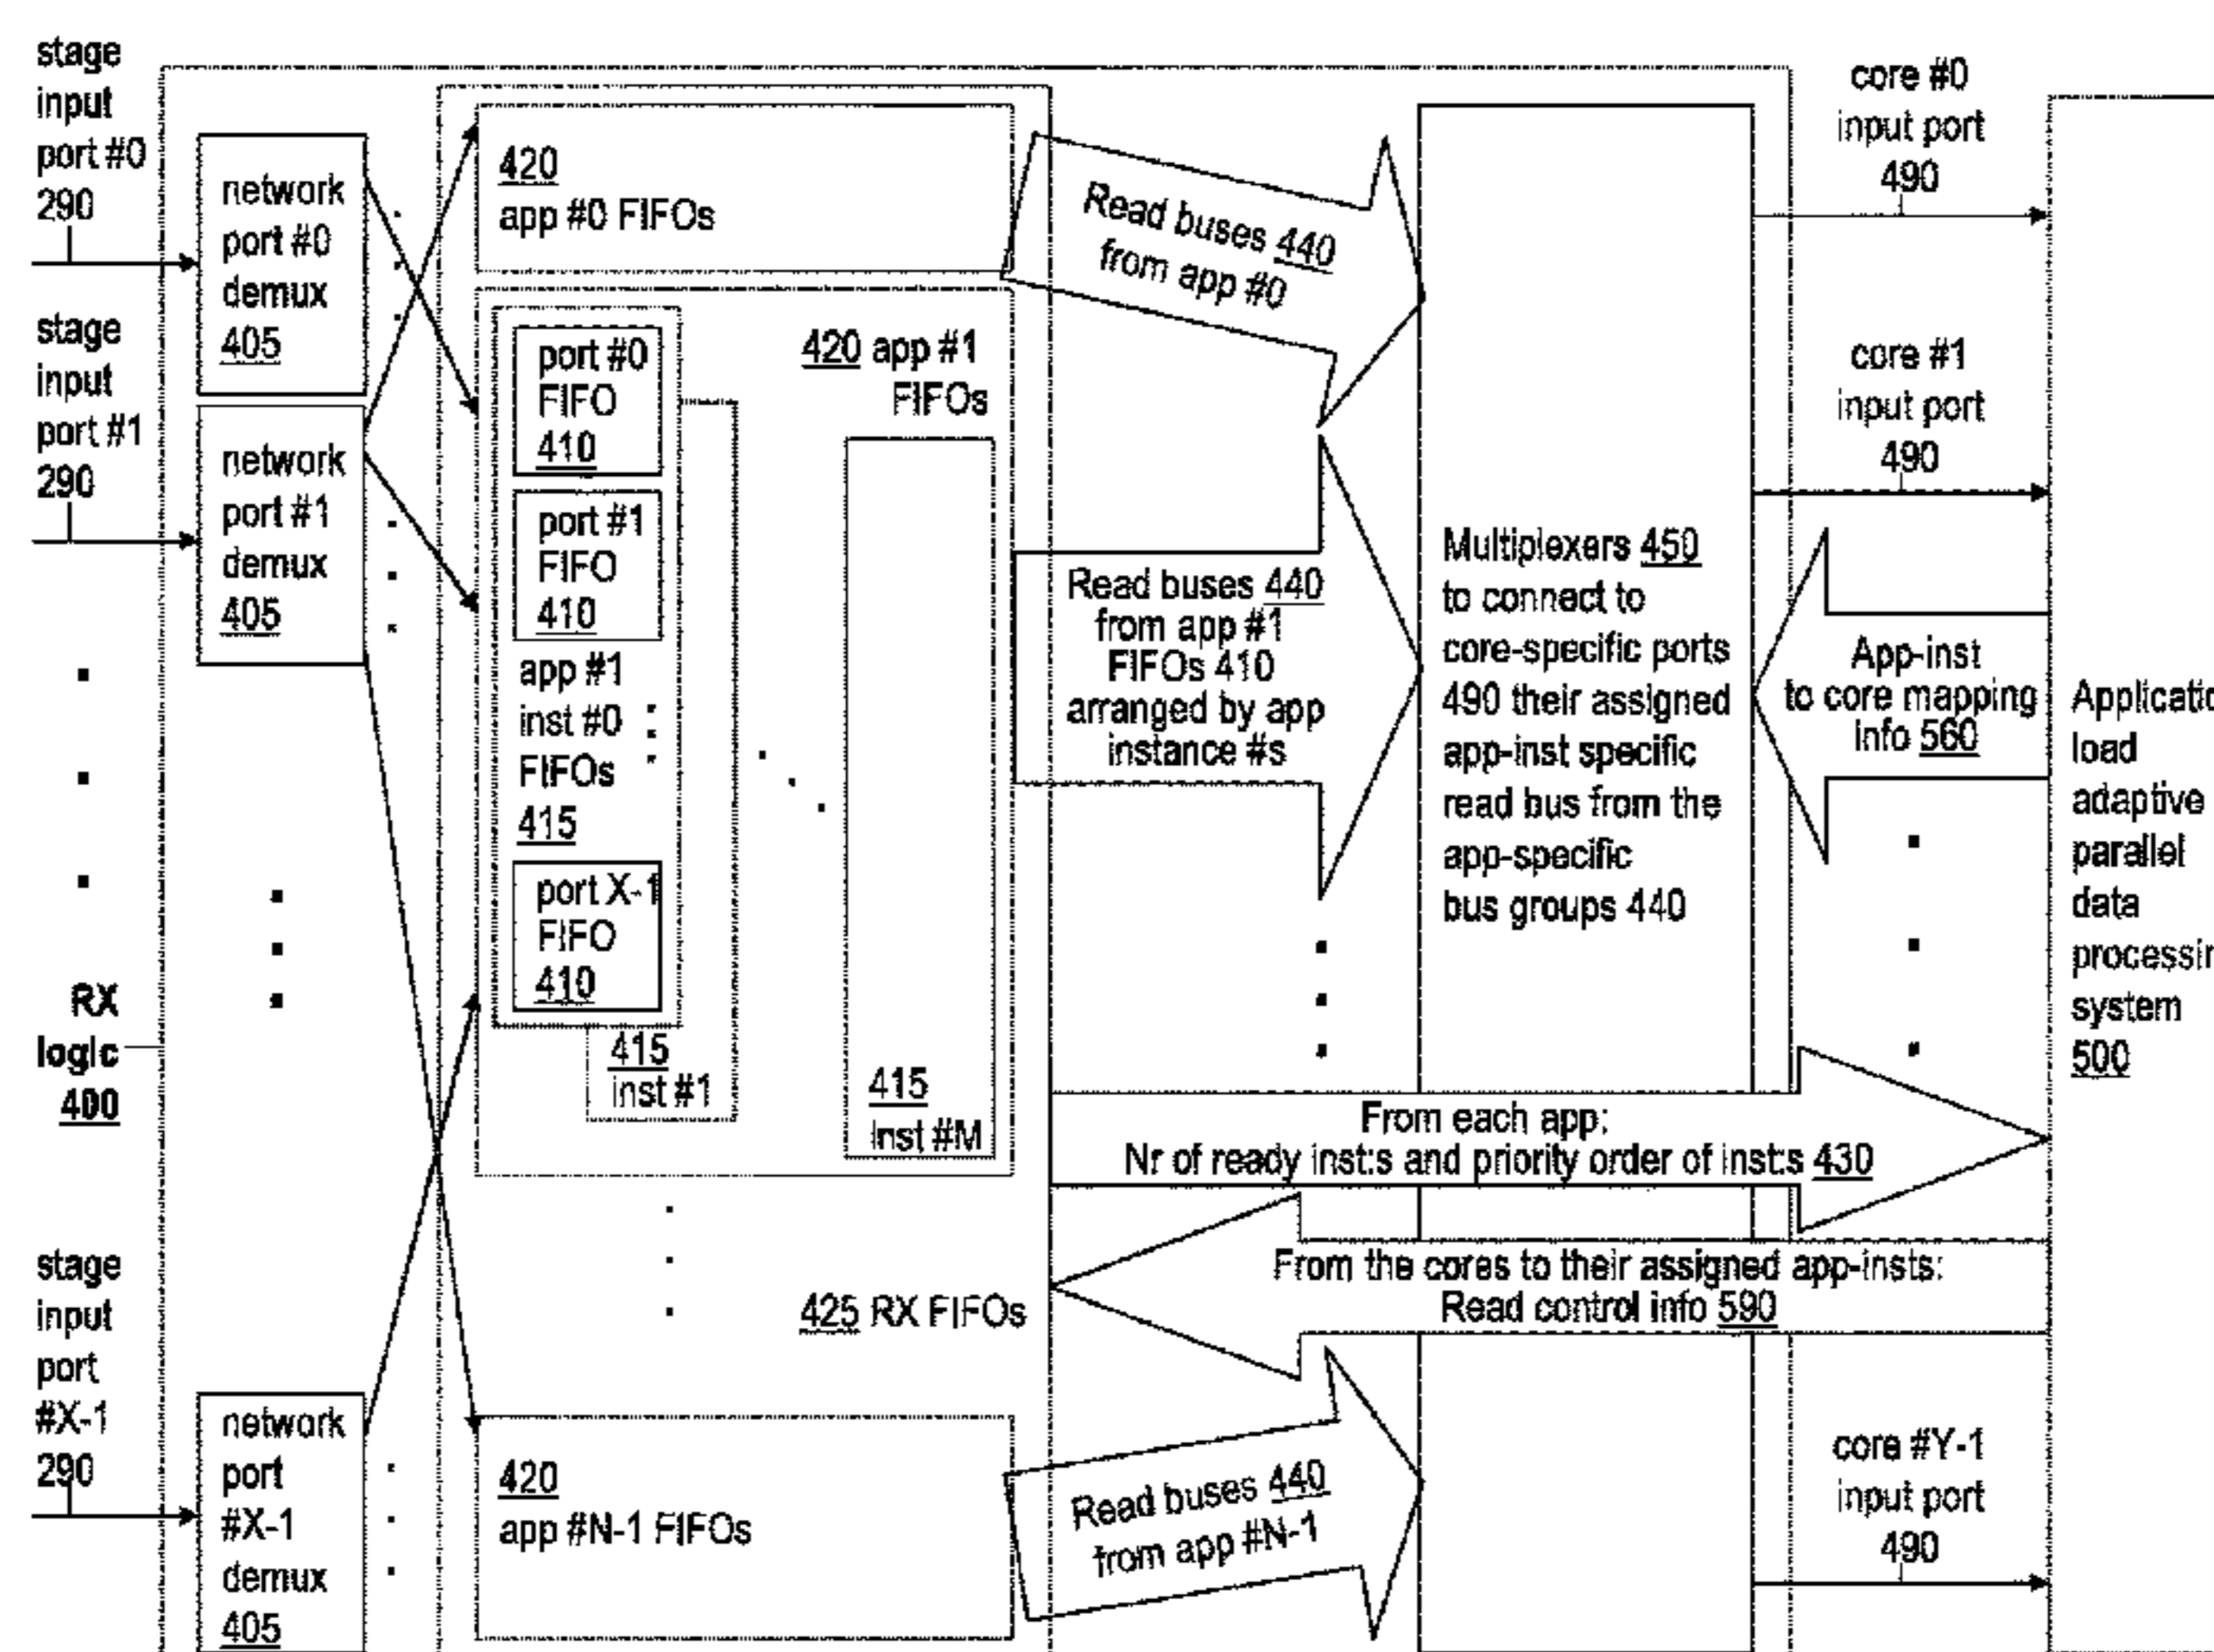 stage
input
port #0
290
network
port #0
demux
405
stage
input
port #1
290
network
port #1
demux
405
RX
logic
400
stage
input
port
#X-1
290
network
port
#X-1
demux
405
420
app #0 FIFOs
420 app #1
FIFOs
port #0
FIFO
410
port #1
FIFO
410
app #1
inst #0
FIFOs
415
port X-1
FIFO
410
415
inst #1
415
inst #M
425 RX FIFOs
420
app #N-1 FIFOs
Read buses 440
from app #0
Read buses 440
from app #1
FIFOs 410
arranged by app
instance #s
Multiplexers 450
to connect to
core-specific ports
490 their assigned
app-inst specific
read bus from the
app-specific
bus groups 440
From each app:
Nr of ready inst:s and priority order of inst:s 430
From the cores to their assigned app-insts:
Read control info 590
Read buses 440
from app #N-1
core #0
input port
490
core #1
input port
490
App-inst
to core mapping
info 560
core #Y-1
input port
490
load
adaptive
parallel
data
system
500